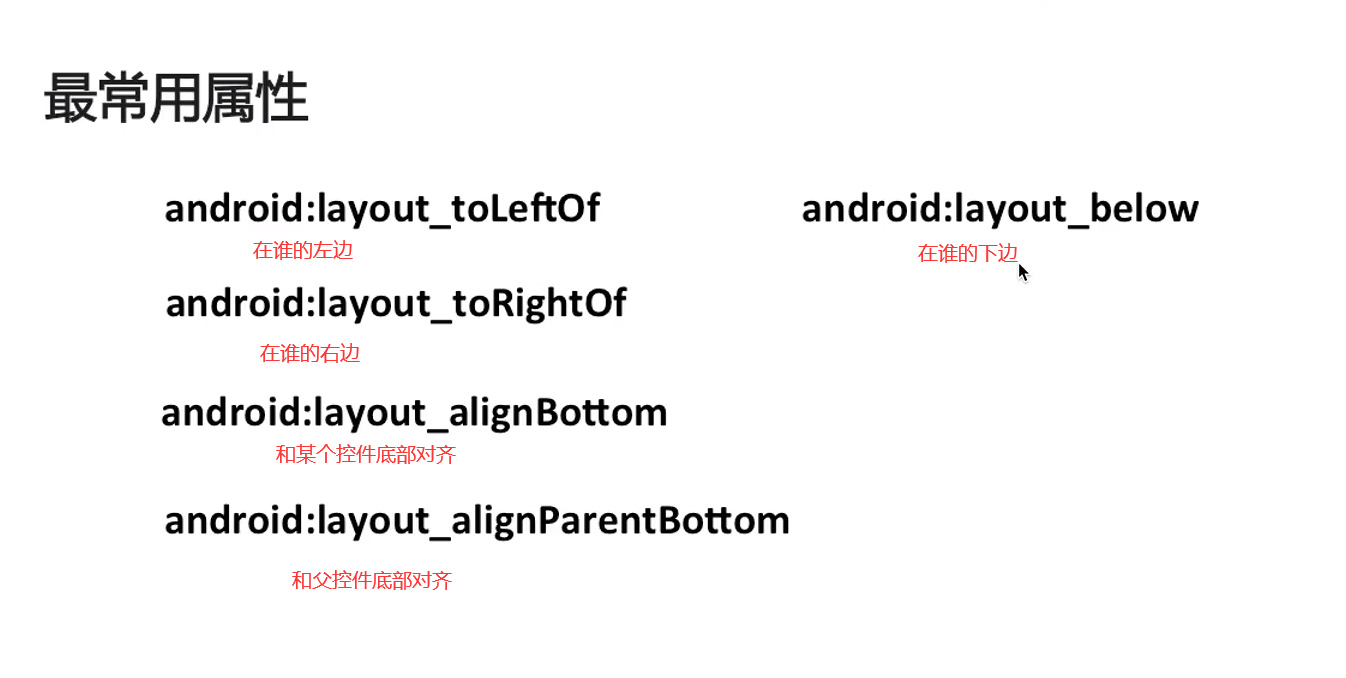 最常用属性
android:layout_toLeftOf
在谁的左边
android:layout_toRightOf
在谁的右边
android:layout_alignBottom
和某个控件底部对齐
android:layout_alignParentBottom
和父控件底部对齐
android:layout_below
在谁的下边